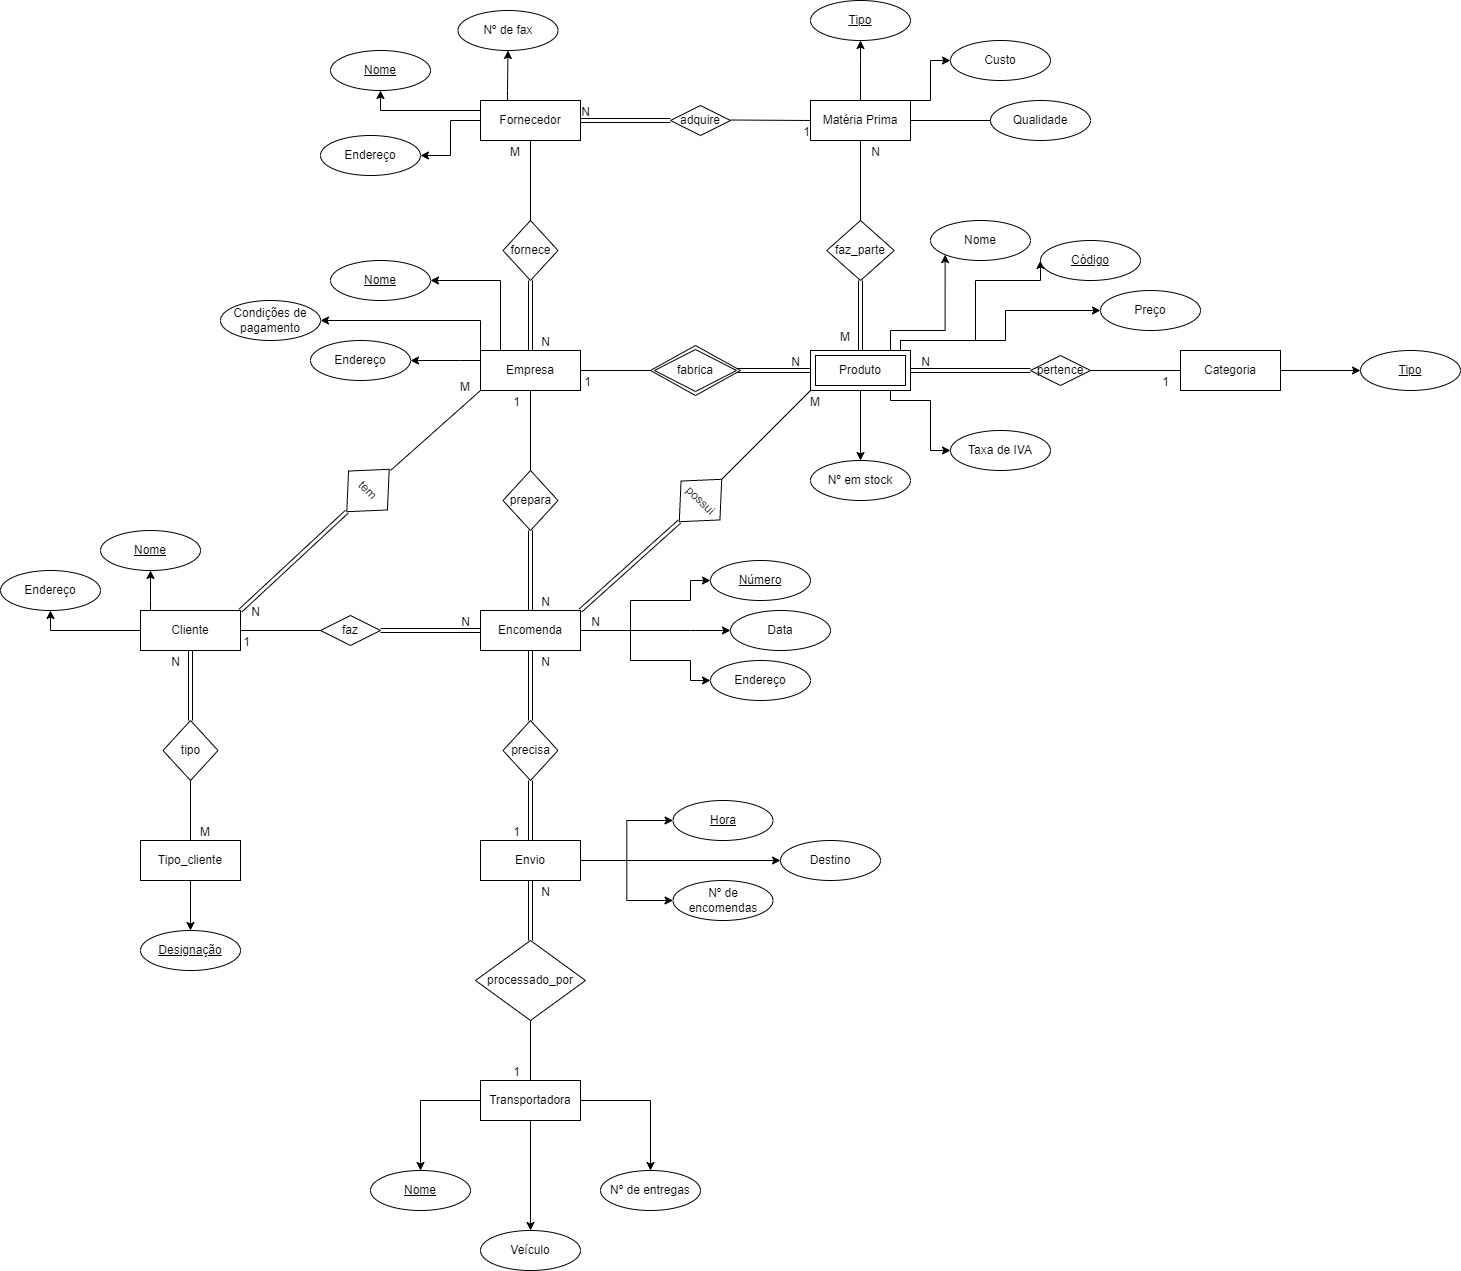 Tipo
Nº de fax
Custo
Nome
N
Fornecedor
adquire
Matéria Prima
Qualidade
1
Endereço
M
N
Nome
fornece
faz_parte
Código
Nome
Condições de
pagamento
Preço
N
M
Endereço
Empresa
fabrica
N
Produto
N
pertence
Categoria
Tipo
1
1
M
1
M
Taxa de IVA
Nº em stock
tem
prepara
possui
Nome
Número
Endereço
N
N
Cliente
faz
N
Encomenda
N
Data
1
N
N
Endereço
tipo
precisa
Hora
M
1
Tipo_cliente
Envio
Destino
N
Nº de
encomendas
Designação
processado_por
1
Transportadora
Nome
Nº de entregas
Veículo